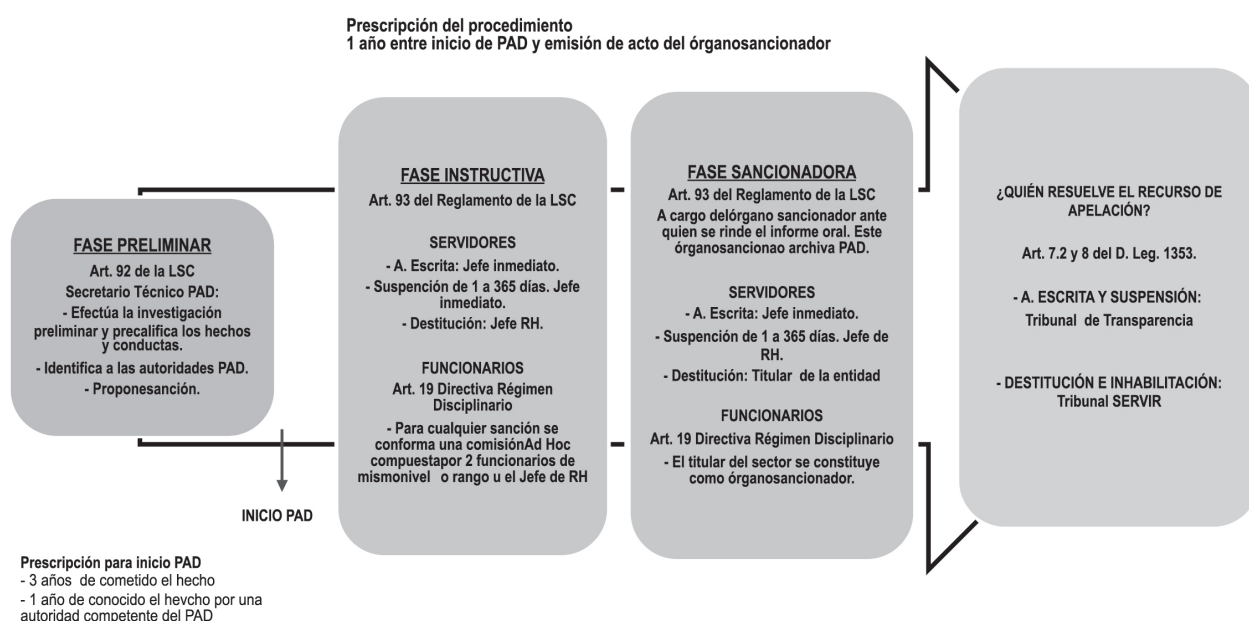 Prescripción del procedimiento
1 año entre inicio de PAD y emisión de acto del órganosancionador
FASE PRELIMINAR
Art. 92 de la LSC
Secretario Técnico PAD:
- Efectúa la investigación
preliminar y precalifica los hechos
y conductas.
- Identifica a las autoridades PAD.
- Proponesanción.
INICIO PAD
Prescripción para inicio PAD
- 3 años de cometido el hecho
- 1 año de conocido el hevcho por una
autoridad competente del PAD
FASE INSTRUCTIVA
Art. 93 del Reglamento de la LSC
SERVIDORES
- A. Escrita: Jefe inmediato.
- Suspención de 1 a 365 días. Jefe
inmediato.
- Destitución: Jefe RH.
FUNCIONARIOS
Art. 19 Directiva Régimen
Disciplinario
- Para cualquier sanción se
conforma una comisiónAd Hoc
compuestapor 2 funcionarios de
mismonivel o rango u el Jefe de RH
FASE SANCIONADORA
Art. 93 del Reglamento de la LSC
A cargo delórgano sancionador ante
quien se rinde el informe oral. Este
órganosancionao archiva PAD.
SERVIDORES
- A. Escrita: Jefe inmediato.
- Suspención de 1 a 365 días. Jefe de
RH.
- Destitución: Titular de la entidad
FUNCIONARIOS
Art. 19 Directiva Régimen Disciplinario
- El titular del sector se constituye
como órganosancionador.
¿QUIÉN RESUELVE EL RECURSO DE
APELACIÓN?
Art. 7.2 y 8 del D. Leg. 1353.
- A. ESCRITA Y SUSPENSIÓN:
Tribunal de Transparencia
- DESTITUCIÓN E INHABILITACIÓN:
Tribunal SERVIR